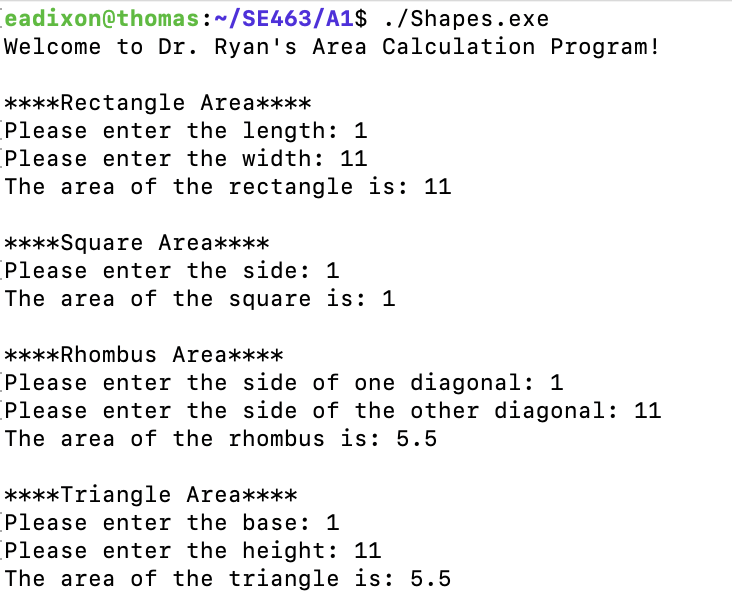 eadixon@thomas:~/SE463/A1$ ./Shapes.exe
Welcome to Dr. Ryan's Area Calculation Program!
****Rectangle Area****
Please enter the length: 1
Please enter the width: 11
The area of the rectangle is: 11
****Square Area****
Please enter the side: 1
The area of the square is: 1
****Rhombus Area****
Please enter the side of one diagonal: 1
Please enter the side of the other diagonal: 11
The area of the rhombus is: 5.5
****Triangle Area****
Please enter the base: 1
Please enter the height: 11
The area of the triangle is: 5.5